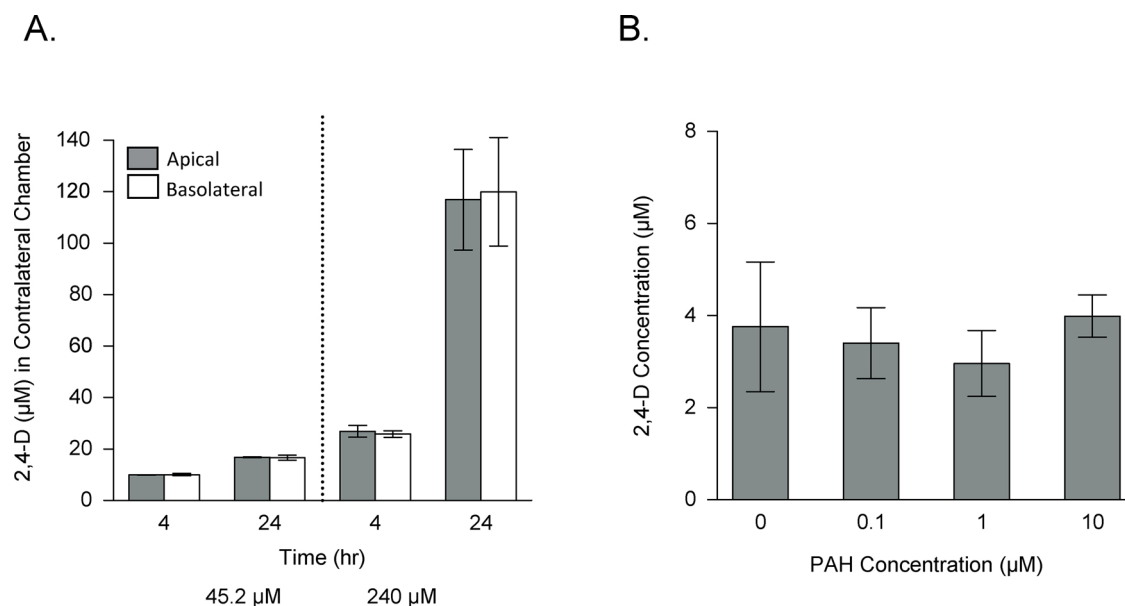 A.
2,4-D (µM) in Contralateral Chamber
140
120
100
80
60
40
20
0
Apical
Basolateral
4
24
4
24
Time (hr)
45.2 µM
240 µM
B.
2,4-D Concentration (µM)
8
6
4
2
0
0
0.1
1
10
PAH Concentration (µM)